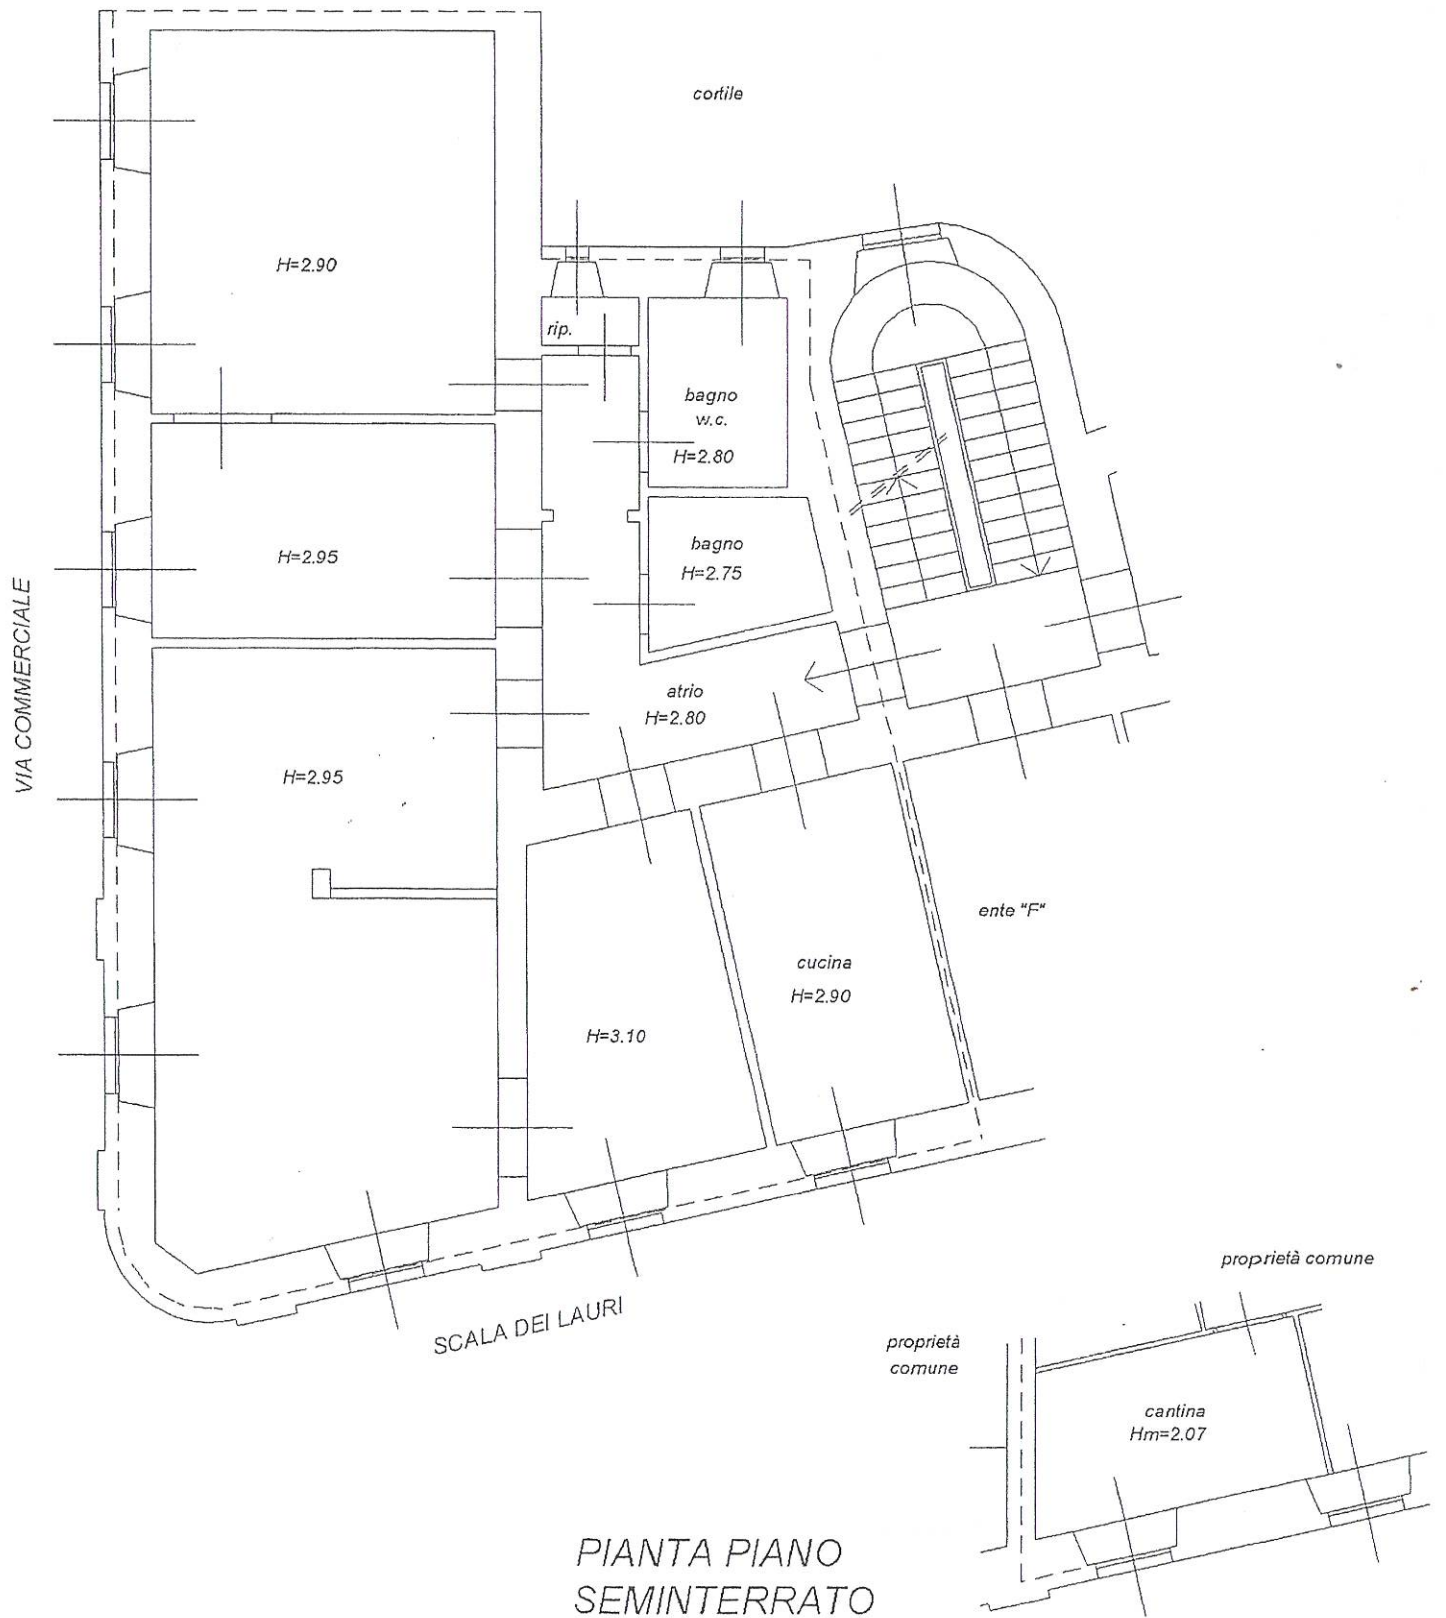 cortile
H=2.90
rip.
bagno
w.c.
H=2.80
H=2.95
bagno
H=2.75
VIA COMMERCIALE
atrio
H=2.80
H=2.95
ente "F"
cucina
H=2.90
H=3.10
SCALA DEI LAURI
proprietà comune
proprietà
comune
cantina
Hm=2.07
PIANTA PIANO
SEMINTERRATO